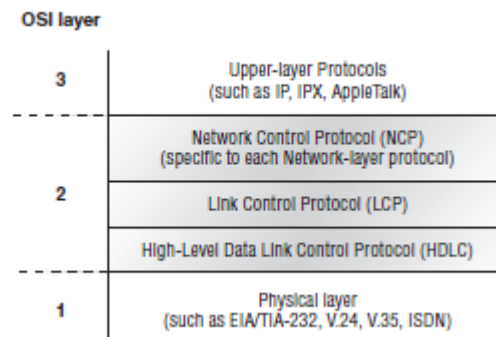 OSI layer
3
Upper-layer Protocols
(such as IP, IPX, AppleTalk)
Network Control Protocol (NCP)
(specific to each Network-layer protocol)
2
Link Control Protocol (LCP)
High-Level Data Link Control Protocol (HDLC)
1
Physical layer
(such as EIA/TIA-232, V.24, V.35, ISDN)